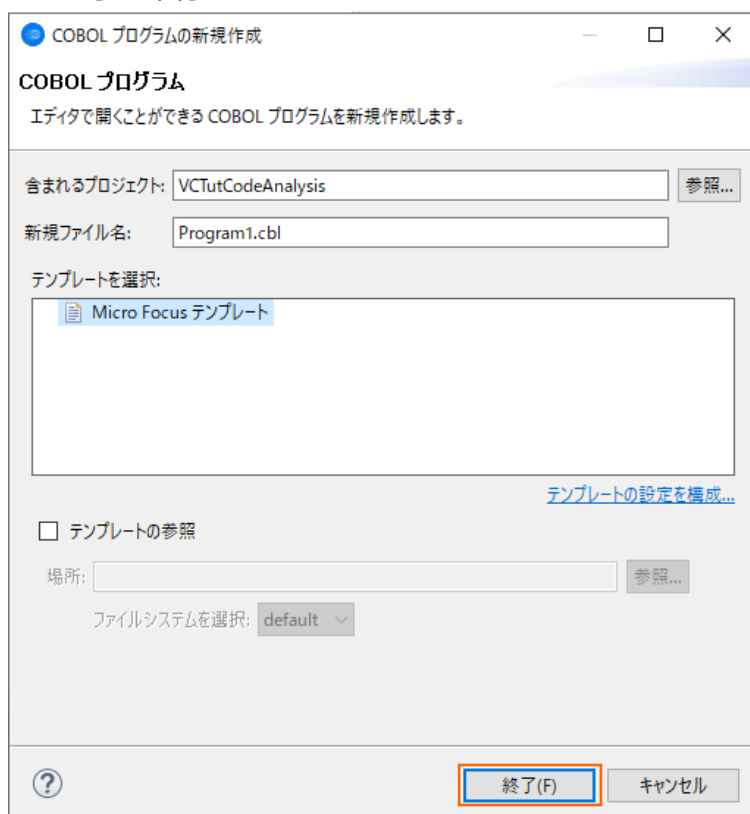 COBOL プログラムの新規作成
COBOL プログラム
エディタで開くことができる COBOL プログラムを新規作成します。
含まれるプロジェクト: VCTutCodeAnalysis 参照...
新規ファイル名: Program1.cbl
テンプレートを選択:
Micro Focus テンプレート
テンプレートの設定を構成...
テンプレートの参照
場所: 参照...
ファイルシステムを選択: default
終了(F) キャンセル